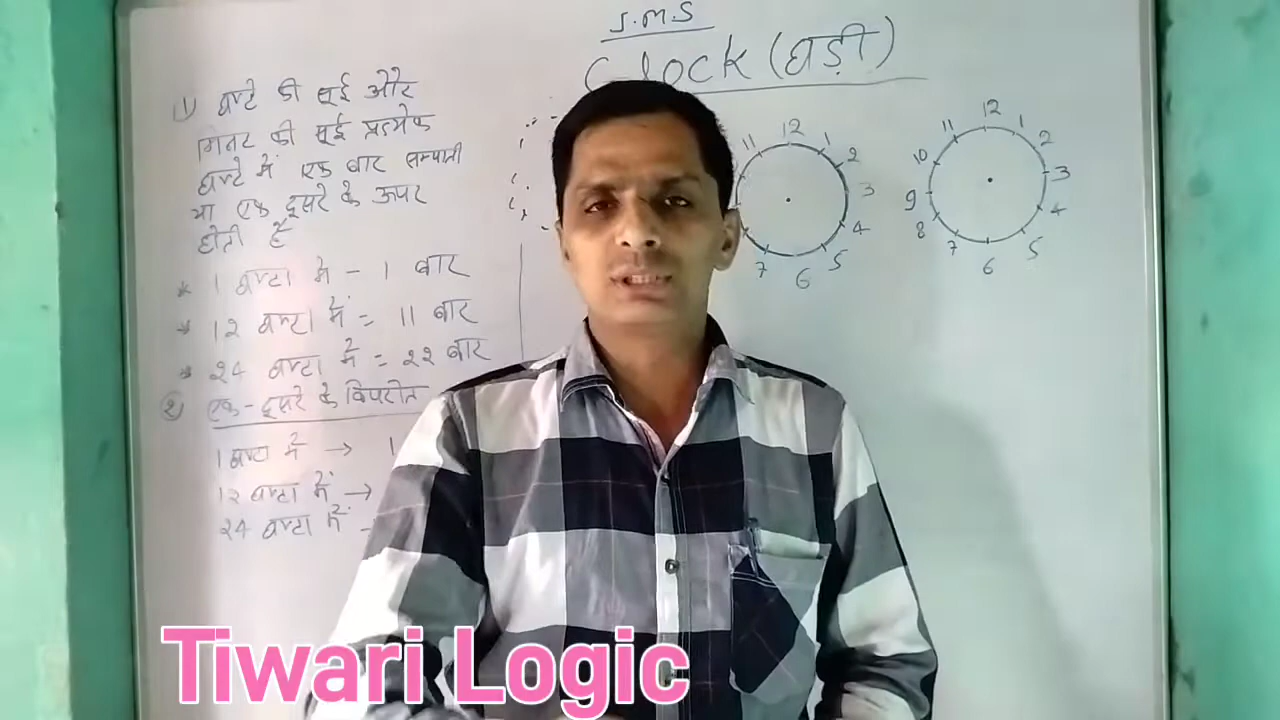 S.M.S
Clock (घड़ी)
1) घण्टे की सूई और
मिनट की सूई प्रत्येक
घण्टे में एक बार सम्पाती
या एक दूसरे के ऊपर
होती हैं
* 1 घण्टा में - 1 बार
* 12 घण्टा में = 11 बार
* 24 घण्टा में = 22 बार
2) एक-दूसरे के विपरीत
1 घण्टा में → 1
12 घण्टा में →
24 घण्टा में -
11 12 1 2 3 4 5 6 7
11 12 1 2 3 4 5 6 7 8 9 10
Tiwari Logic